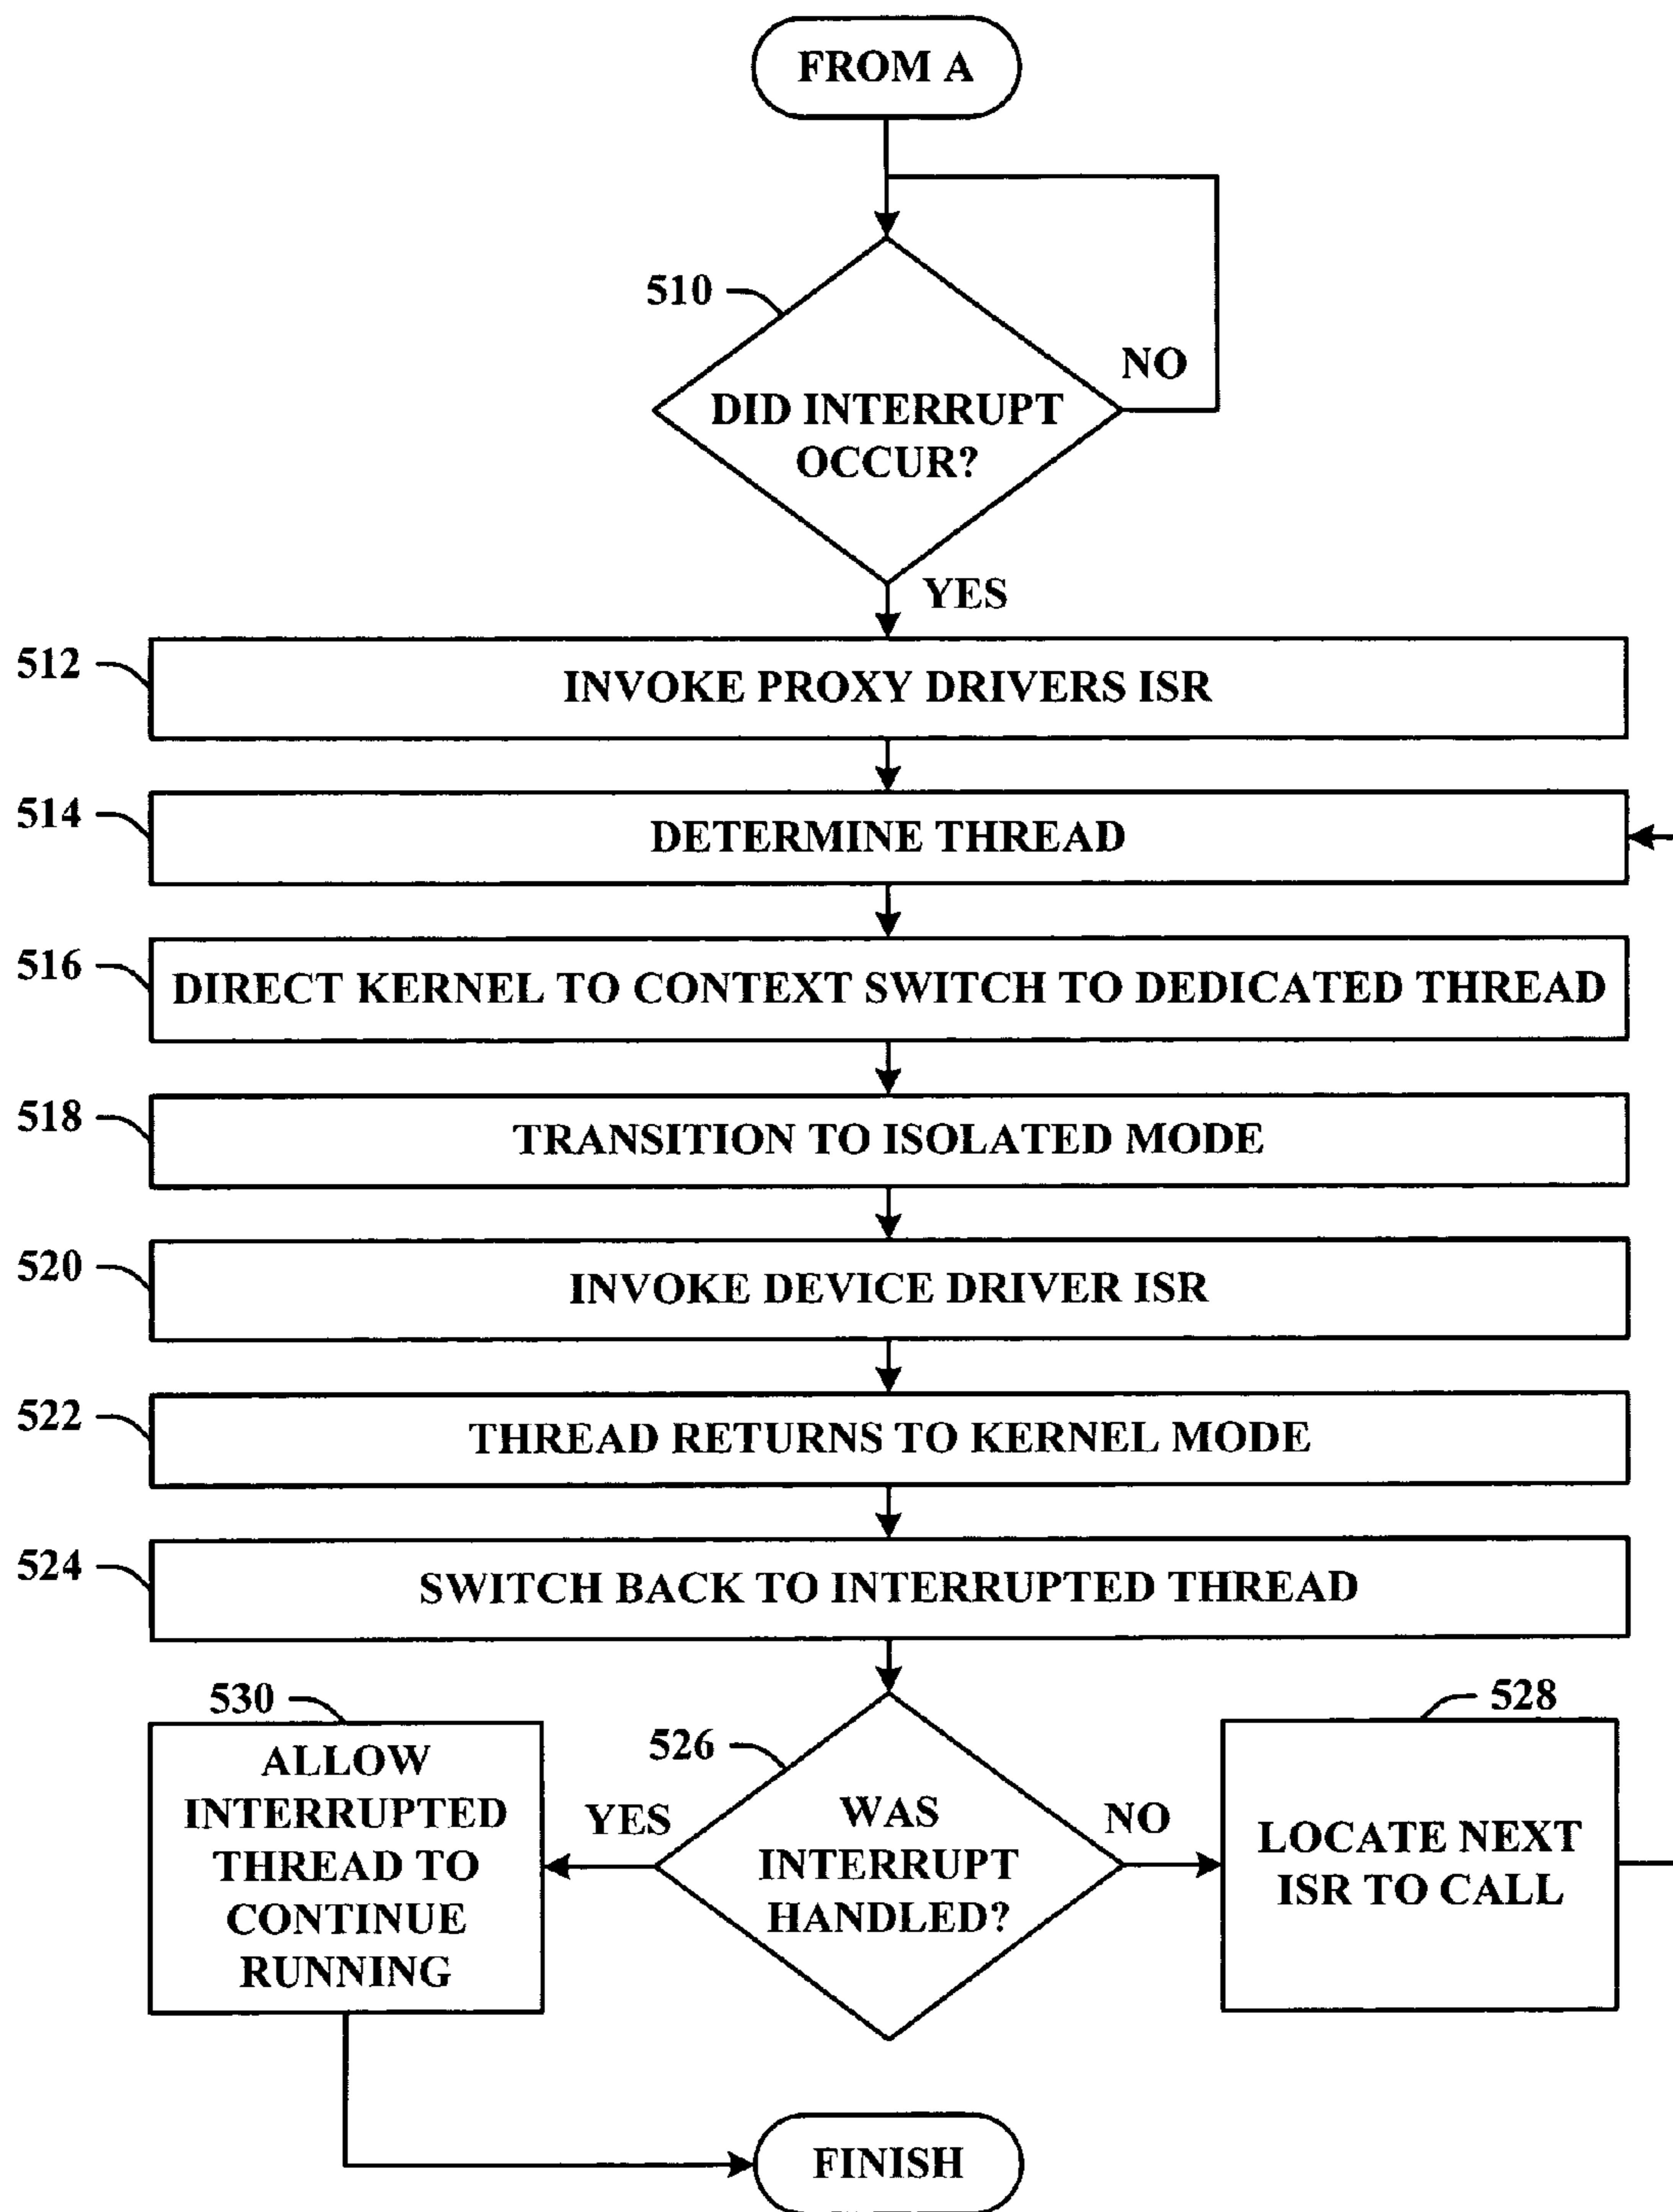 FROM A
510
DID INTERRUPT
OCCUR?
NO
YES
512
INVOKE PROXY DRIVERS ISR
514
DETERMINE THREAD
516
DIRECT KERNEL TO CONTEXT SWITCH TO DEDICATED THREAD
518
TRANSITION TO ISOLATED MODE
520
INVOKE DEVICE DRIVER ISR
522
THREAD RETURNS TO KERNEL MODE
524
SWITCH BACK TO INTERRUPTED THREAD
530
ALLOW
INTERRUPTED
THREAD TO
CONTINUE
RUNNING
YES
526
WAS
INTERRUPT
HANDLED?
NO
528
LOCATE NEXT
ISR TO CALL
FINISH